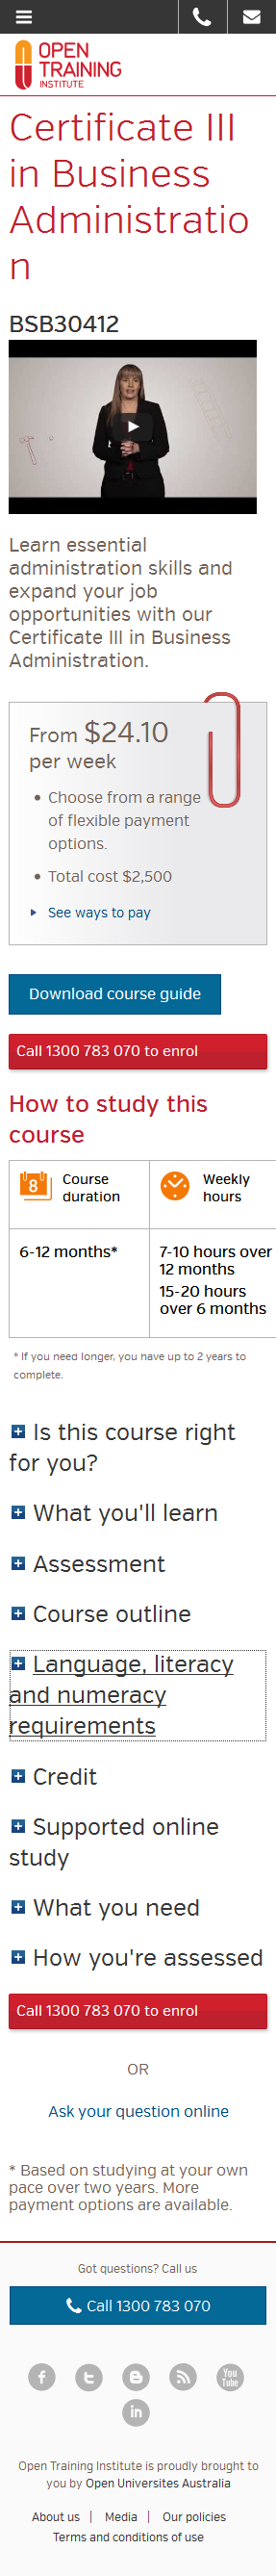 OPEN
TRAINING
INSTITUTE
Certificate III
in Business
Administratio
n
BSB30412
Learn essential
administration skills and
expand your job
opportunities with our
Certificate III in Business
Administration.
From $24.10
per week
• Choose from a range
of flexible payment
options.
• Total cost $2,500
See ways to pay
Download course guide
Call 1300 783 070 to enrol
How to study this
course
8 Course
duration
Weekly
hours
6-12 months*
7-10 hours over
12 months
15-20 hours
over 6 months
* If you need longer, you have up to 2 years to
complete.
Is this course right
for you?
What you'll learn
Assessment
Course outline
Language, literacy
and numeracy
requirements
Credit
Supported online
study
What you need
How you're assessed
Call 1300 783 070 to enrol
OR
Ask your question online
* Based on studying at your own
pace over two years. More
payment options are available.
Got questions? Call us
Call 1300 783 070
You
Tube
in
Open Training Institute is proudly brought to
you by Open Universites Australia
About us | Media | Our policies
Terms and conditions of use